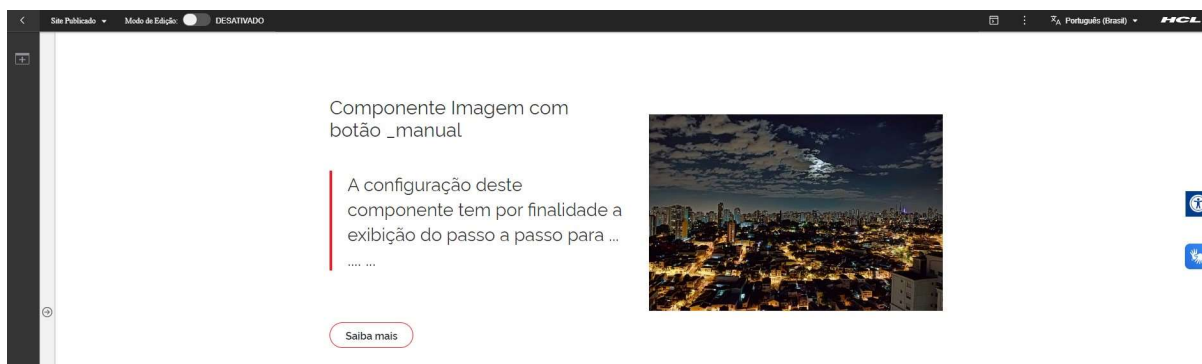 Site Publicado Modo de Edição: DESATIVADO Português (Brasil) HCL
Componente Imagem com
botão _manual
A configuração deste
componente tem por finalidade a
exibição do passo a passo para ...
.... ...
Saiba mais